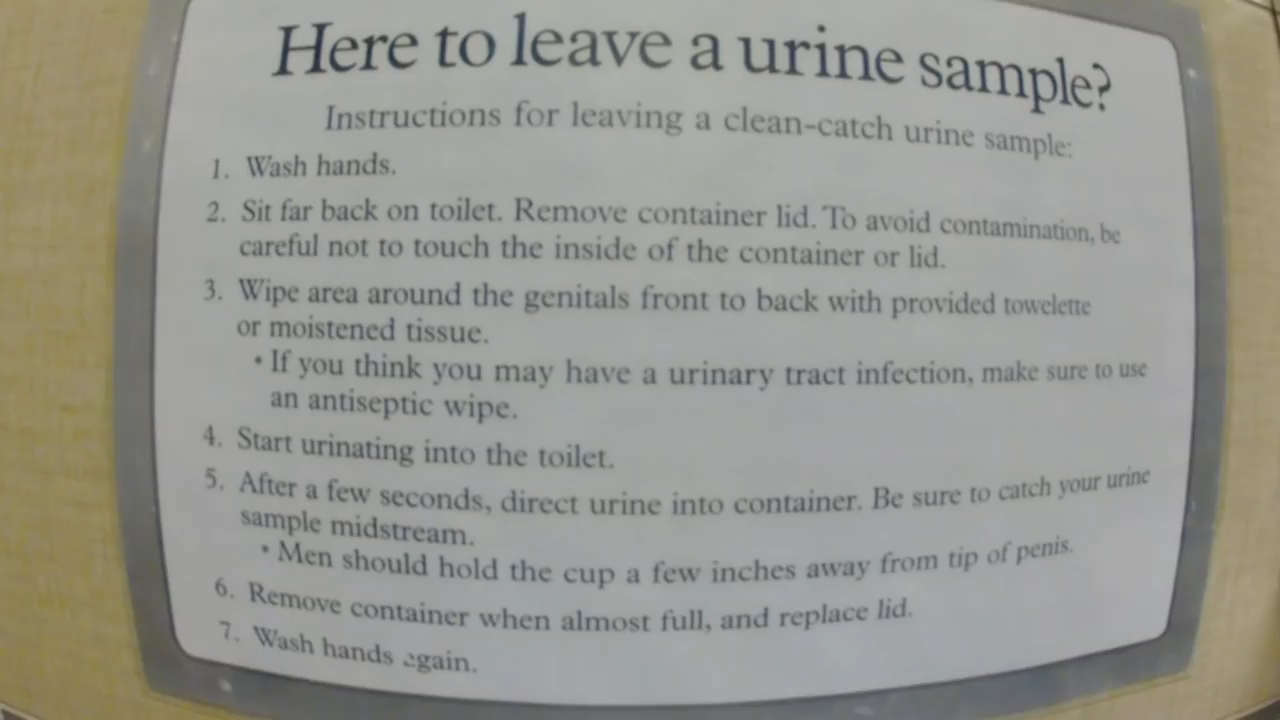 Here to leave a urine sample?
Instructions for leaving a clean-catch urine sample:
1. Wash hands.
2. Sit far back on toilet. Remove container lid. To avoid contamination, be
careful not to touch the inside of the container or lid.
3. Wipe area around the genitals front to back with provided towelette
or moistened tissue.
• If you think you may have a urinary tract infection, make sure to use
an antiseptic wipe.
4. Start urinating into the toilet.
5. After a few seconds, direct urine into container. Be sure to catch your urine
sample midstream.
• Men should hold the cup a few inches away from tip of penis.
6. Remove container when almost full, and replace lid.
7. Wash hands again.